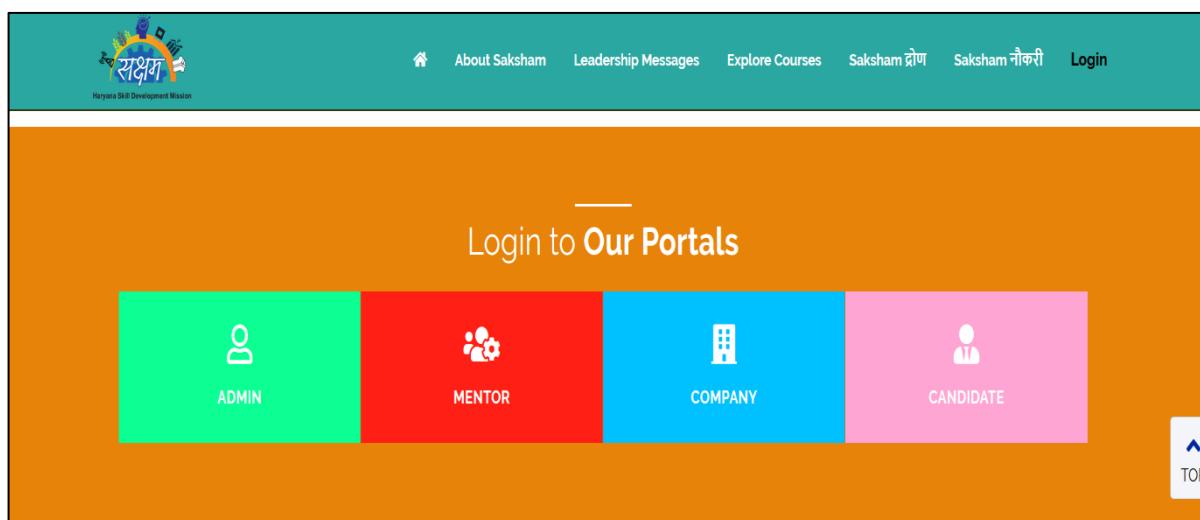 सक्षम
Haryana Skill Development Mission
About Saksham Leadership Messages Explore Courses Saksham द्रोण Saksham नौकरी Login
Login to Our Portals
ADMIN MENTOR COMPANY CANDIDATE